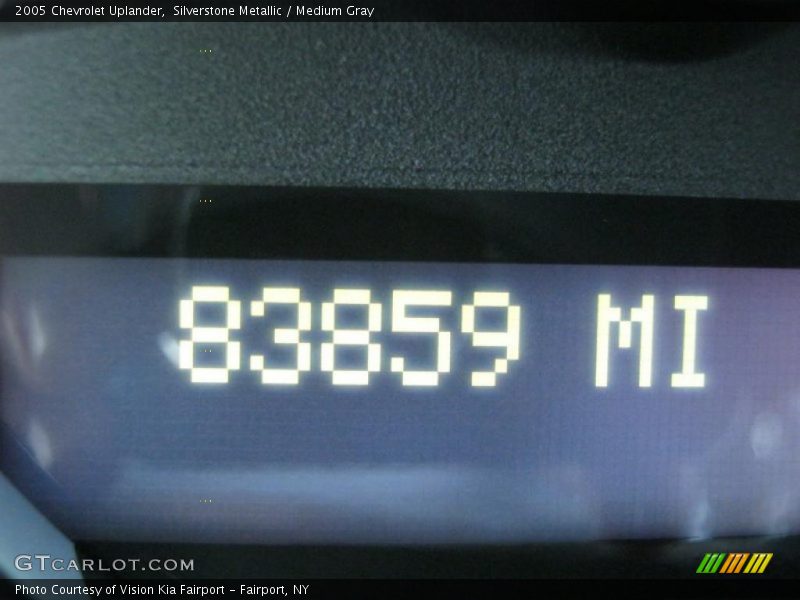 2005 Chevrolet Uplander,  Silverstone Metallic / Medium Gray
83859 MI
GTCARLOT.COM
Photo Courtesy of Vision Kia Fairport - Fairport, NY